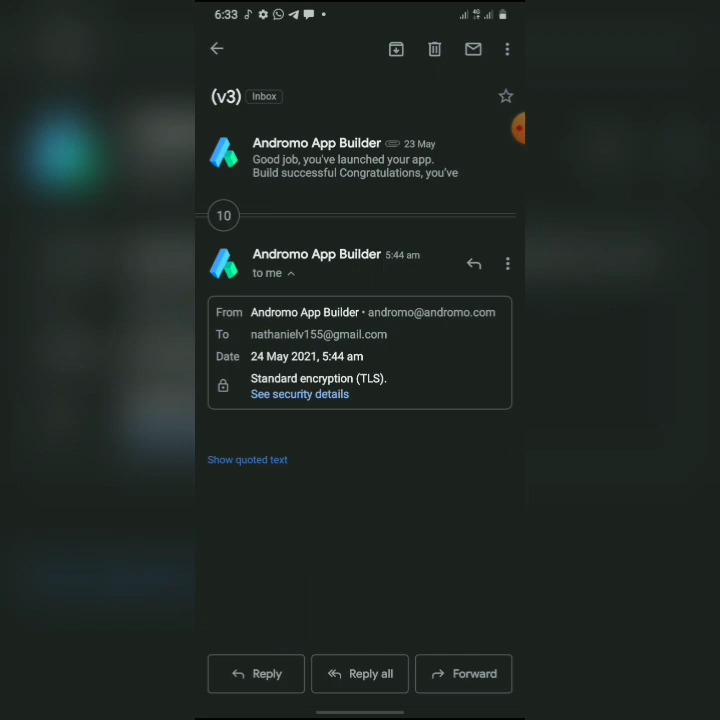 6:33
(v3) Inbox
Andromo App Builder 23 May
Good job, you've launched your app.
Build successful Congratulations, you've
10
Andromo App Builder 5:44 am
to me
From Andromo App Builder • andromo@andromo.com
To nathanielv155@gmail.com
Date 24 May 2021, 5:44 am
Standard encryption (TLS).
See security details
Show quoted text
Reply Reply all Forward